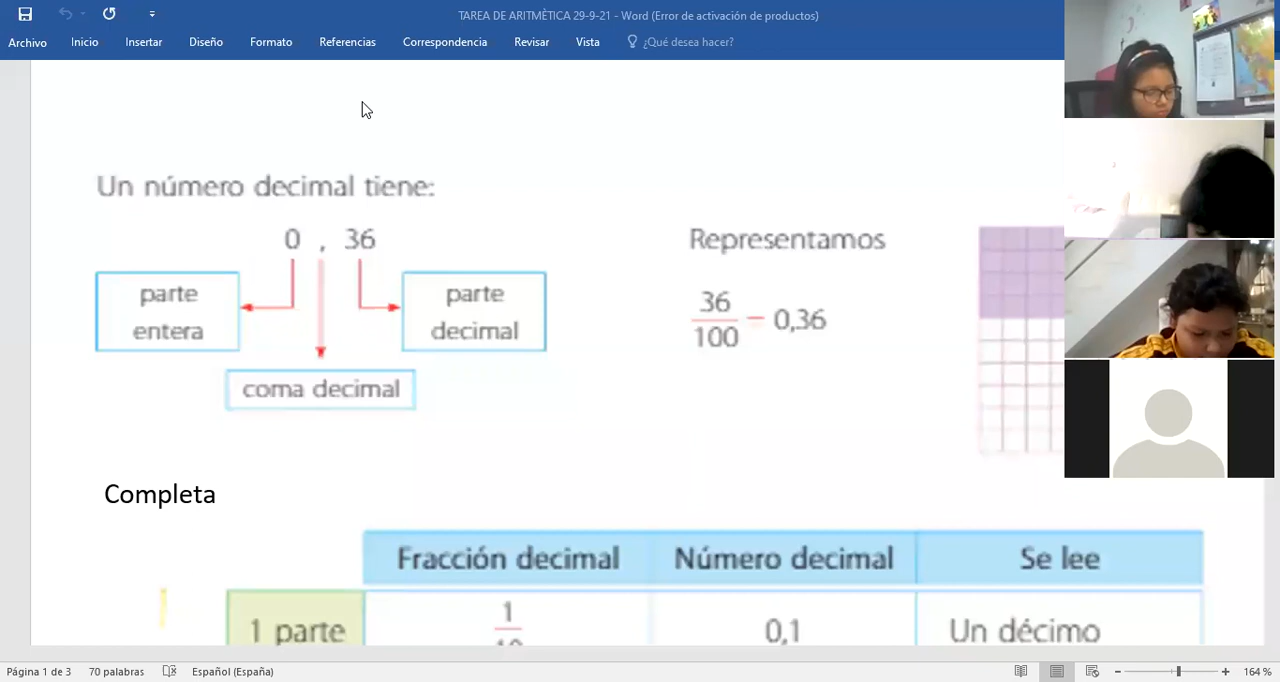 TAREA DE ARITMÈTICA 29-9-21 - Word (Error de activación de productos)
Archivo Inicio Insertar Diseño Formato Referencias Correspondencia Revisar Vista ¿Qué desea hacer?
Un número decimal tiene:
0 , 36
parte
entera
parte
decimal
coma decimal
Representamos
36
100
= 0,36
Completa
Fracción decimal Número decimal Se lee
1 parte
1
0,1
Un décimo
Página 1 de 3 70 palabras Español (España) 164 %